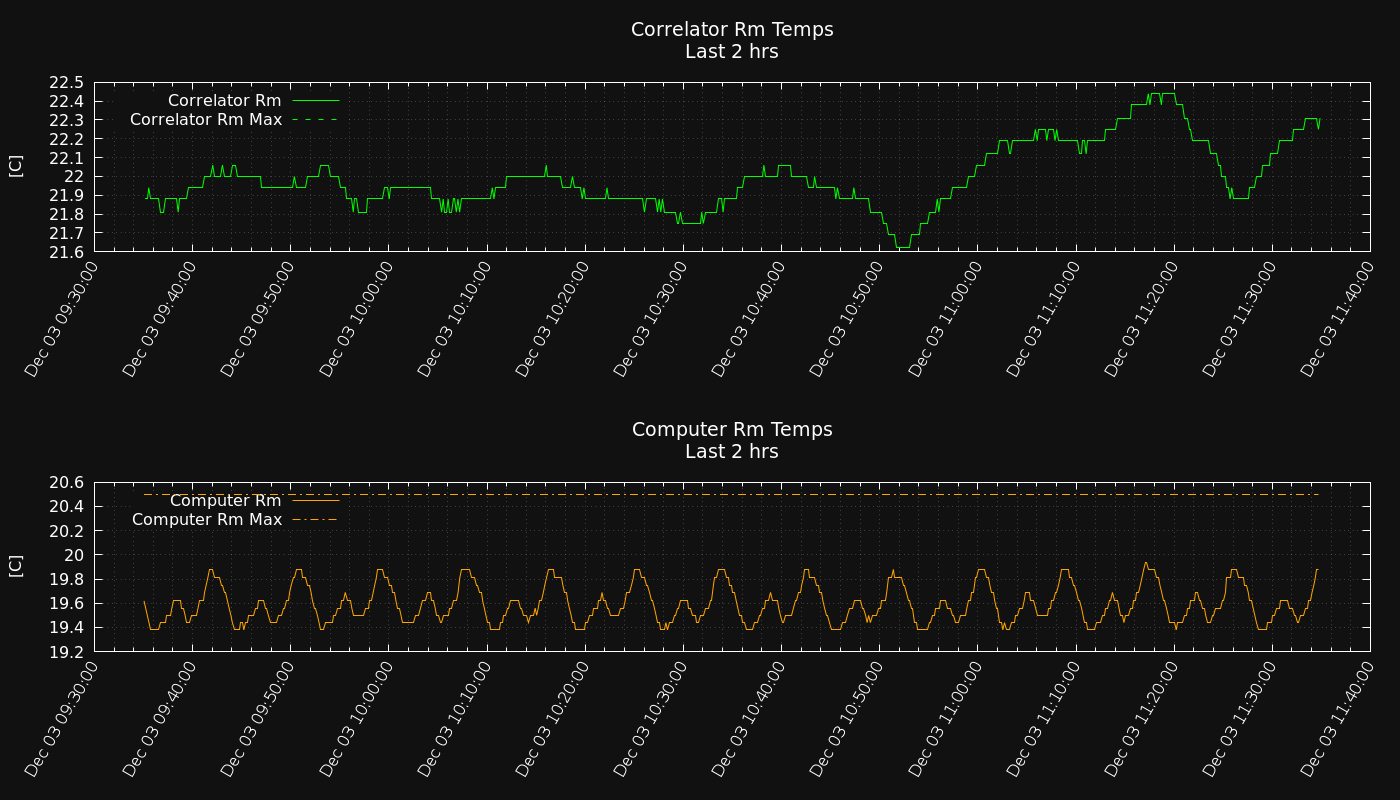 Correlator Rm Temps
Last 2 hrs
22.5
22.4
22.3
22.2
22.1
22
21.9
21.8
21.7
21.6
[C]
Correlator Rm
Correlator Rm Max
Dec 03 09:30:00
Dec 03 09:40:00
Dec 03 09:50:00
Dec 03 10:00:00
Dec 03 10:10:00
Dec 03 10:20:00
Dec 03 10:30:00
Dec 03 10:40:00
Dec 03 10:50:00
Dec 03 11:00:00
Dec 03 11:10:00
Dec 03 11:20:00
Dec 03 11:30:00
Dec 03 11:40:00
Computer Rm Temps
Last 2 hrs
20.6
20.4
20.2
20
19.8
19.6
19.4
19.2
[C]
Computer Rm
Computer Rm Max
Dec 03 09:30:00
Dec 03 09:40:00
Dec 03 09:50:00
Dec 03 10:00:00
Dec 03 10:10:00
Dec 03 10:20:00
Dec 03 10:30:00
Dec 03 10:40:00
Dec 03 10:50:00
Dec 03 11:00:00
Dec 03 11:10:00
Dec 03 11:20:00
Dec 03 11:30:00
Dec 03 11:40:00